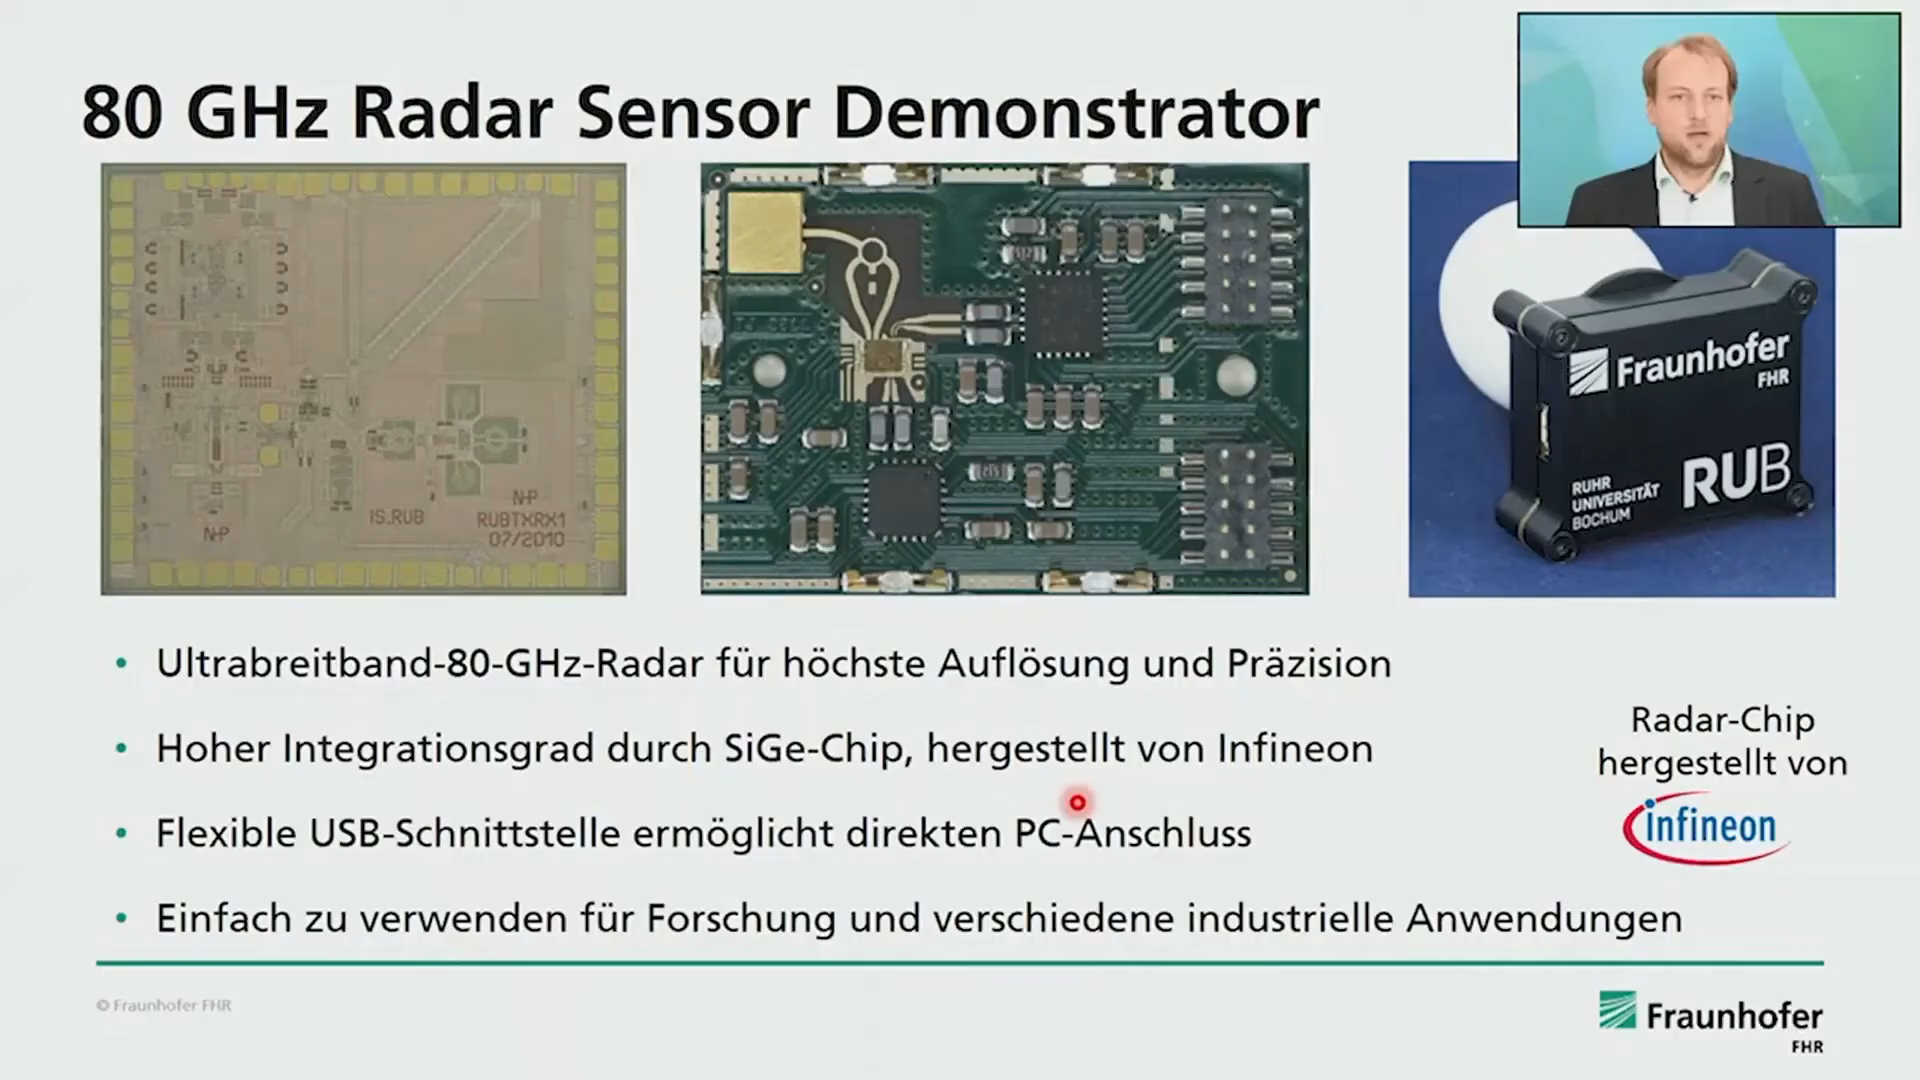 80 GHz Radar Sensor Demonstrator
N-P
IS.RUB
N-P
RUBTXRX1
07/2010
Fraunhofer
FHR
RUHR
UNIVERSITÄT
BOCHUM
RUB
• Ultrabreitband-80-GHz-Radar für höchste Auflösung und Präzision
• Hoher Integrationsgrad durch SiGe-Chip, hergestellt von Infineon
• Flexible USB-Schnittstelle ermöglicht direkten PC-Anschluss
• Einfach zu verwenden für Forschung und verschiedene industrielle Anwendungen
Radar-Chip
hergestellt von
infineon
© Fraunhofer FHR
Fraunhofer
FHR